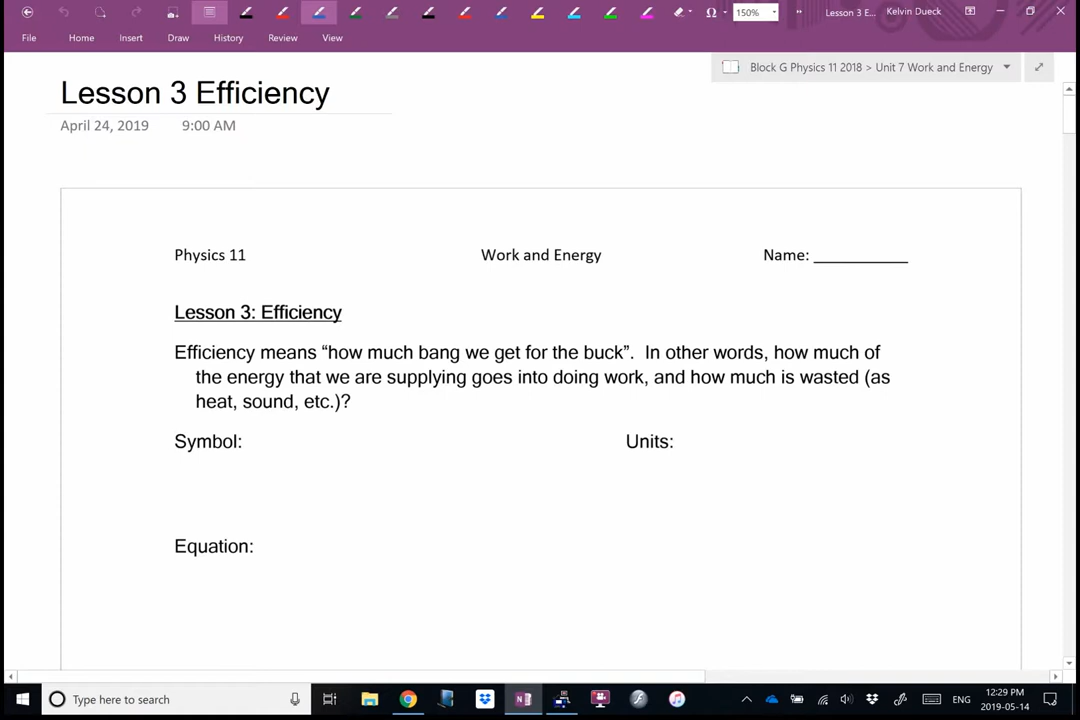 150%
Lesson 3 E...
Kelvin Dueck
File
Home
Insert
Draw
History
Review
View
Block G Physics 11 2018 > Unit 7 Work and Energy
Lesson 3 Efficiency
April 24, 2019
9:00 AM
Physics 11
Work and Energy
Name: ___________
Lesson 3: Efficiency
Efficiency means “how much bang we get for the buck”. In other words, how much of
the energy that we are supplying goes into doing work, and how much is wasted (as
heat, sound, etc.)?
Symbol:
Units:
Equation:
Type here to search
ENG
12:29 PM
2019-05-14